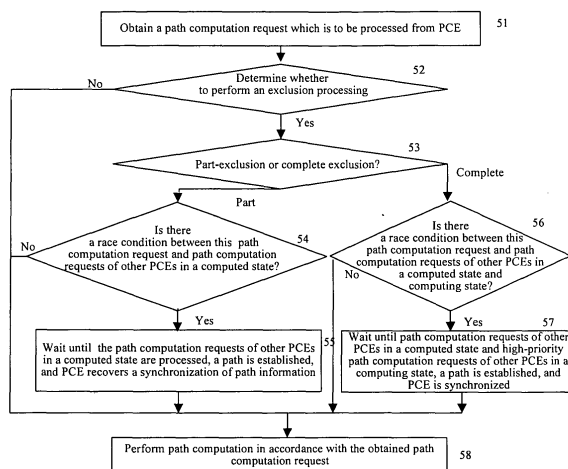 Obtain a path computation request which is to be processed from PCE
51
52
Determine whether
to perform an exclusion processing
No
Yes
53
Part-exclusion or complete exclusion?
Complete
Part
Is there
a race condition between this path
computation request and path computation
requests of other PCEs in a computed state?
54
No
Is there
a race condition between this
path computation request and path
computation requests of other PCEs in
a computed state and
computing state?
56
No
Yes
55
Wait until the path computation requests of other PCEs
in a computed state are processed, a path is established,
and PCE recovers a synchronization of path information
Yes
57
Wait until path computation requests of other
PCEs in a computed state and high-priority
path computation requests of other PCEs in a
computing state, a path is established, and
PCE is synchronized
Perform path computation in accordance with the obtained path
computation request
58